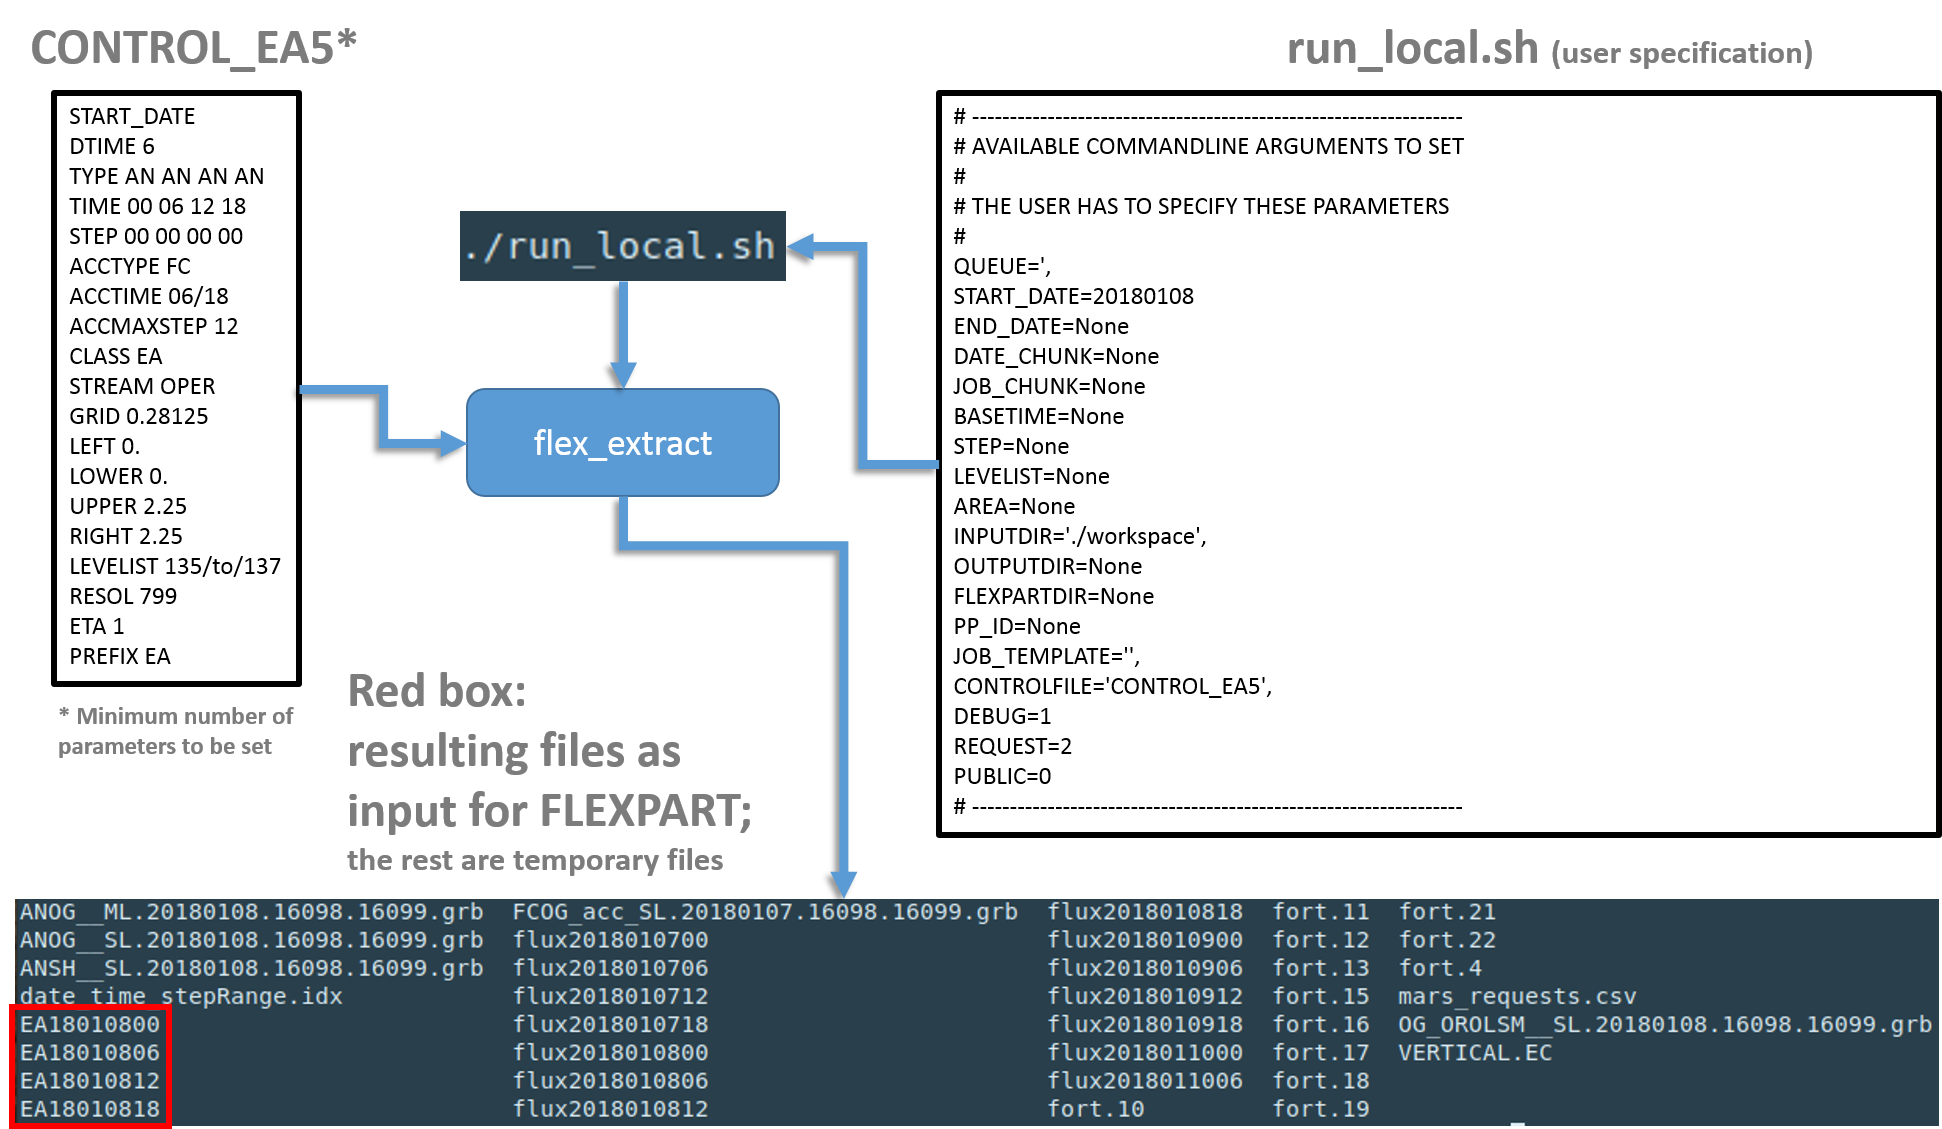 CONTROL_EA5*
START_DATE
DTIME 6
TYPE AN AN AN AN
TIME 00 06 12 18
STEP 00 00 00 00
ACCTYPE FC
ACCTIME 06/18
ACCMAXSTEP 12
CLASS EA
STREAM OPER
GRID 0.28125
LEFT 0.
LOWER 0.
UPPER 2.25
RIGHT 2.25
LEVELIST 135/to/137
RESOL 799
ETA 1
PREFIX EA
* Minimum number of
parameters to be set
./run_local.sh
flex_extract
run_local.sh (user specification)
# -----------------------------------------------------------------
# AVAILABLE COMMANDLINE ARGUMENTS TO SET
#
# THE USER HAS TO SPECIFY THESE PARAMETERS
#
QUEUE=',
START_DATE=20180108
END_DATE=None
DATE_CHUNK=None
JOB_CHUNK=None
BASETIME=None
STEP=None
LEVELIST=None
AREA=None
INPUTDIR='./workspace',
OUTPUTDIR=None
FLEXPARTDIR=None
PP_ID=None
JOB_TEMPLATE='',
CONTROLFILE='CONTROL_EA5',
DEBUG=1
REQUEST=2
PUBLIC=0
# -----------------------------------------------------------------
Red box:
resulting files as
input for FLEXPART;
the rest are temporary files
ANOG__ML.20180108.16098.16099.grb FCOG_acc_SL.20180107.16098.16099.grb flux2018010818 fort.11 fort.21
ANOG__SL.20180108.16098.16099.grb flux2018010700 flux2018010900 fort.12 fort.22
ANSH__SL.20180108.16098.16099.grb flux2018010706 flux2018010906 fort.13 fort.4
date_time_stepRange.idx flux2018010712 flux2018010912 fort.15 mars_requests.csv
EA18010800 flux2018010718 flux2018010918 fort.16 OG_OROLSM__SL.20180108.16098.16099.grb
EA18010806 flux2018010800 flux2018011000 fort.17 VERTICAL.EC
EA18010812 flux2018010806 flux2018011006 fort.18
EA18010818 flux2018010812 fort.10 fort.19